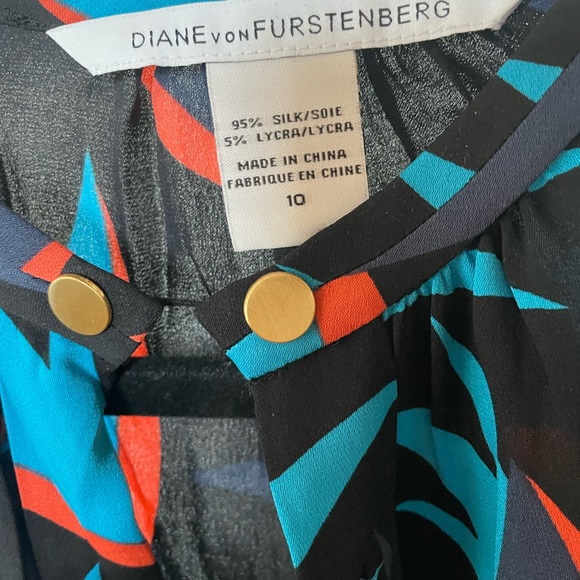 DIANE VON FURSTENBERG
95% SILK/SOIE
5% LYCRA/LYCRA
MADE IN CHINA
FABRIQUE EN CHINE
10